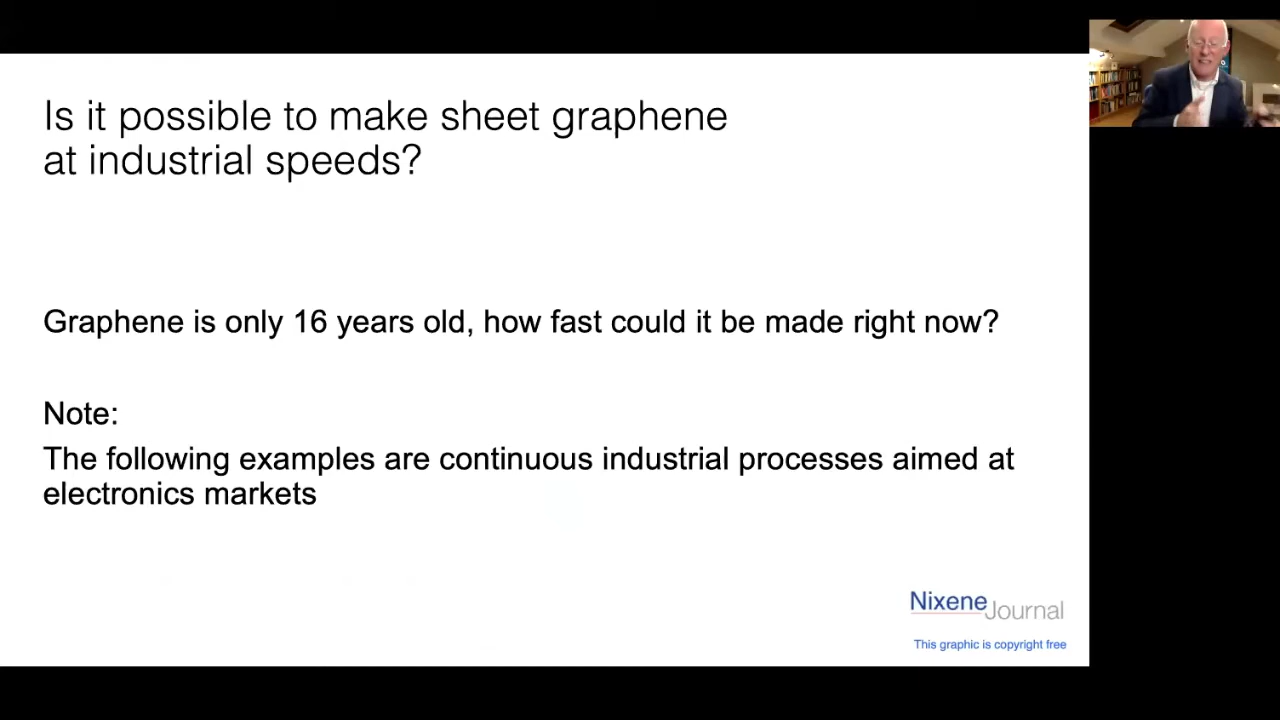 Is it possible to make sheet graphene
at industrial speeds?
Graphene is only 16 years old, how fast could it be made right now?
Note:
The following examples are continuous industrial processes aimed at
electronics markets
Nixene Journal
This graphic is copyright free